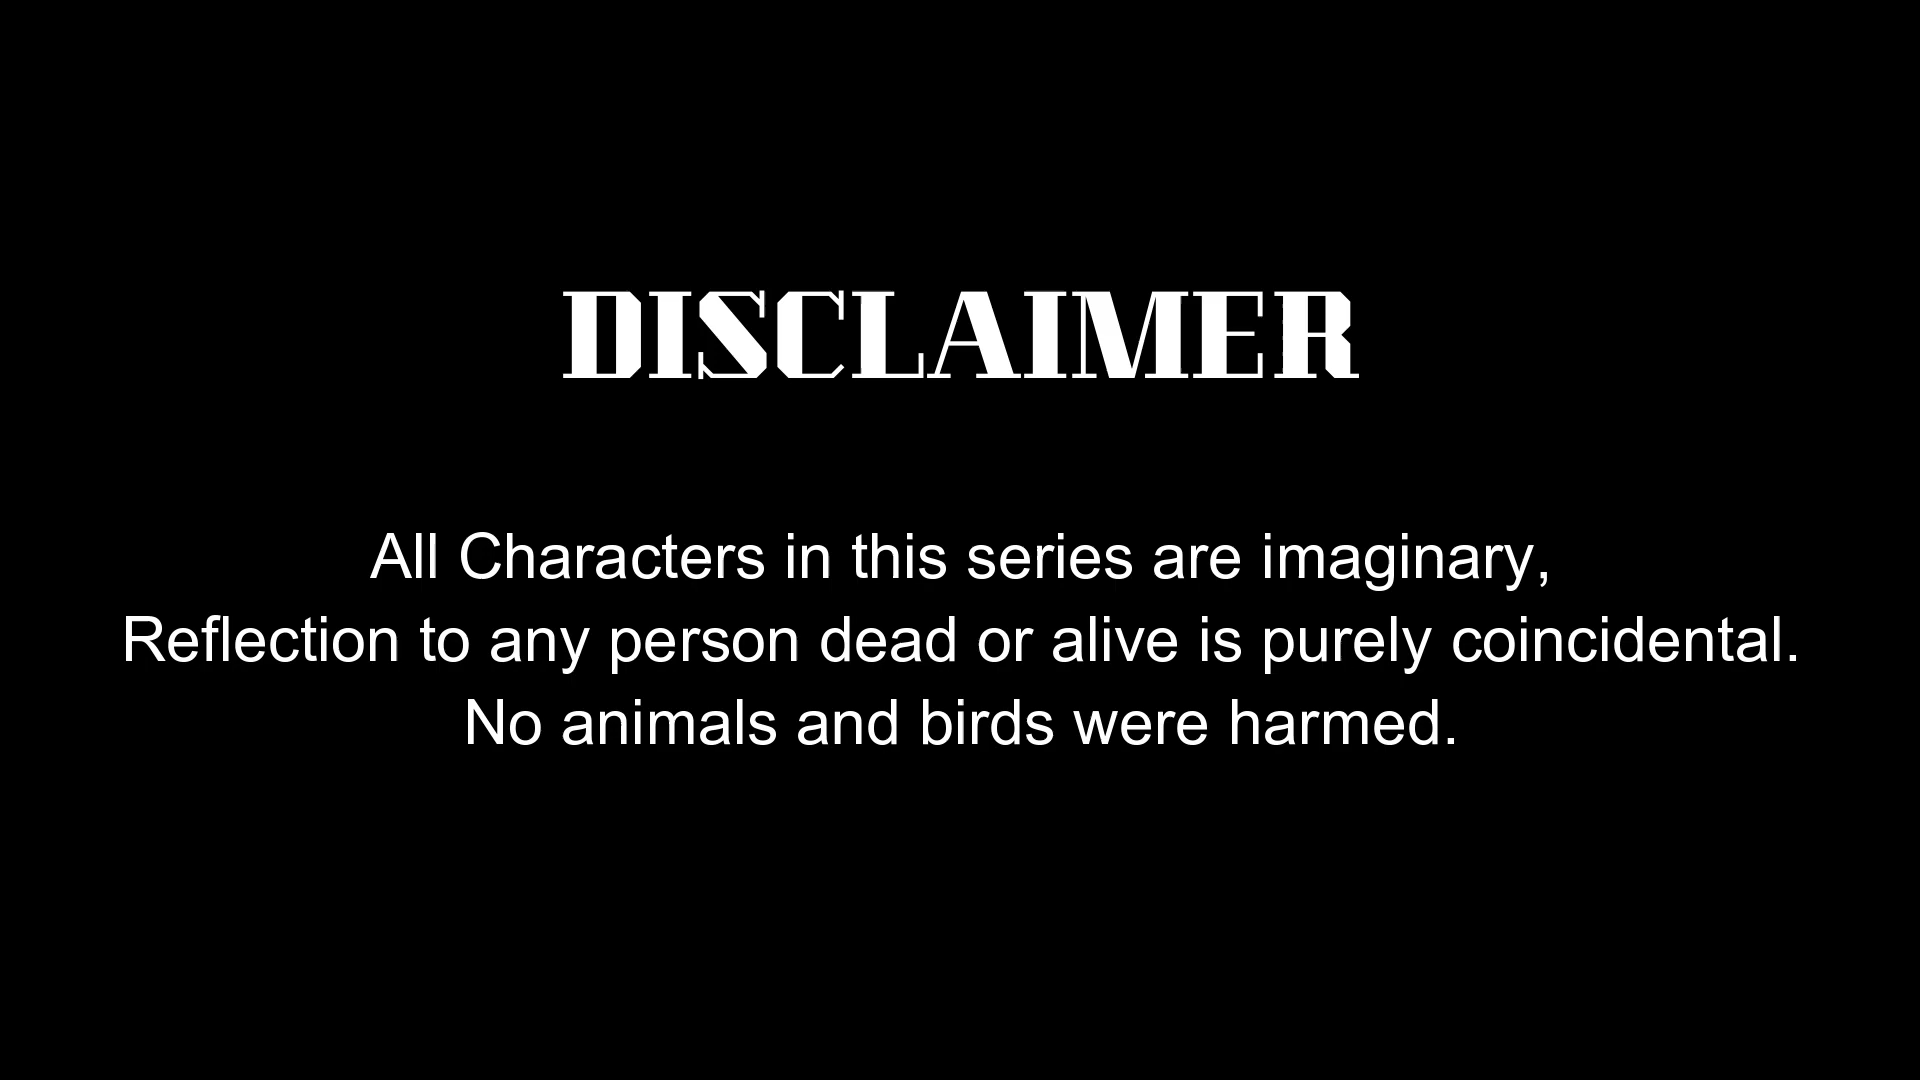 DISCLAIMER
All Characters in this series are imaginary,
Reflection to any person dead or alive is purely coincidental.
No animals and birds were harmed.